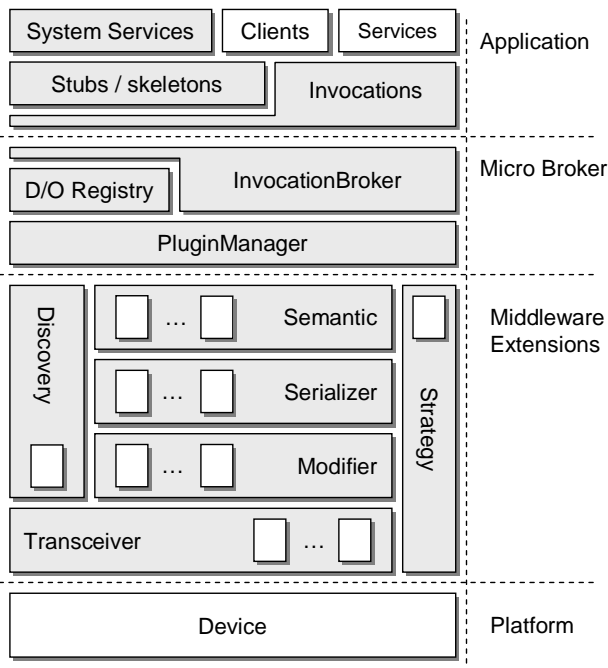 System Services
Clients
Services
Application
Stubs / skeletons
Invocations
Micro Broker
InvocationBroker
D/O Registry
PluginManager
Middleware
Extensions
Discovery
... Semantic
... Serializer
Strategy
... Modifier
Transceiver ...
Device
Platform